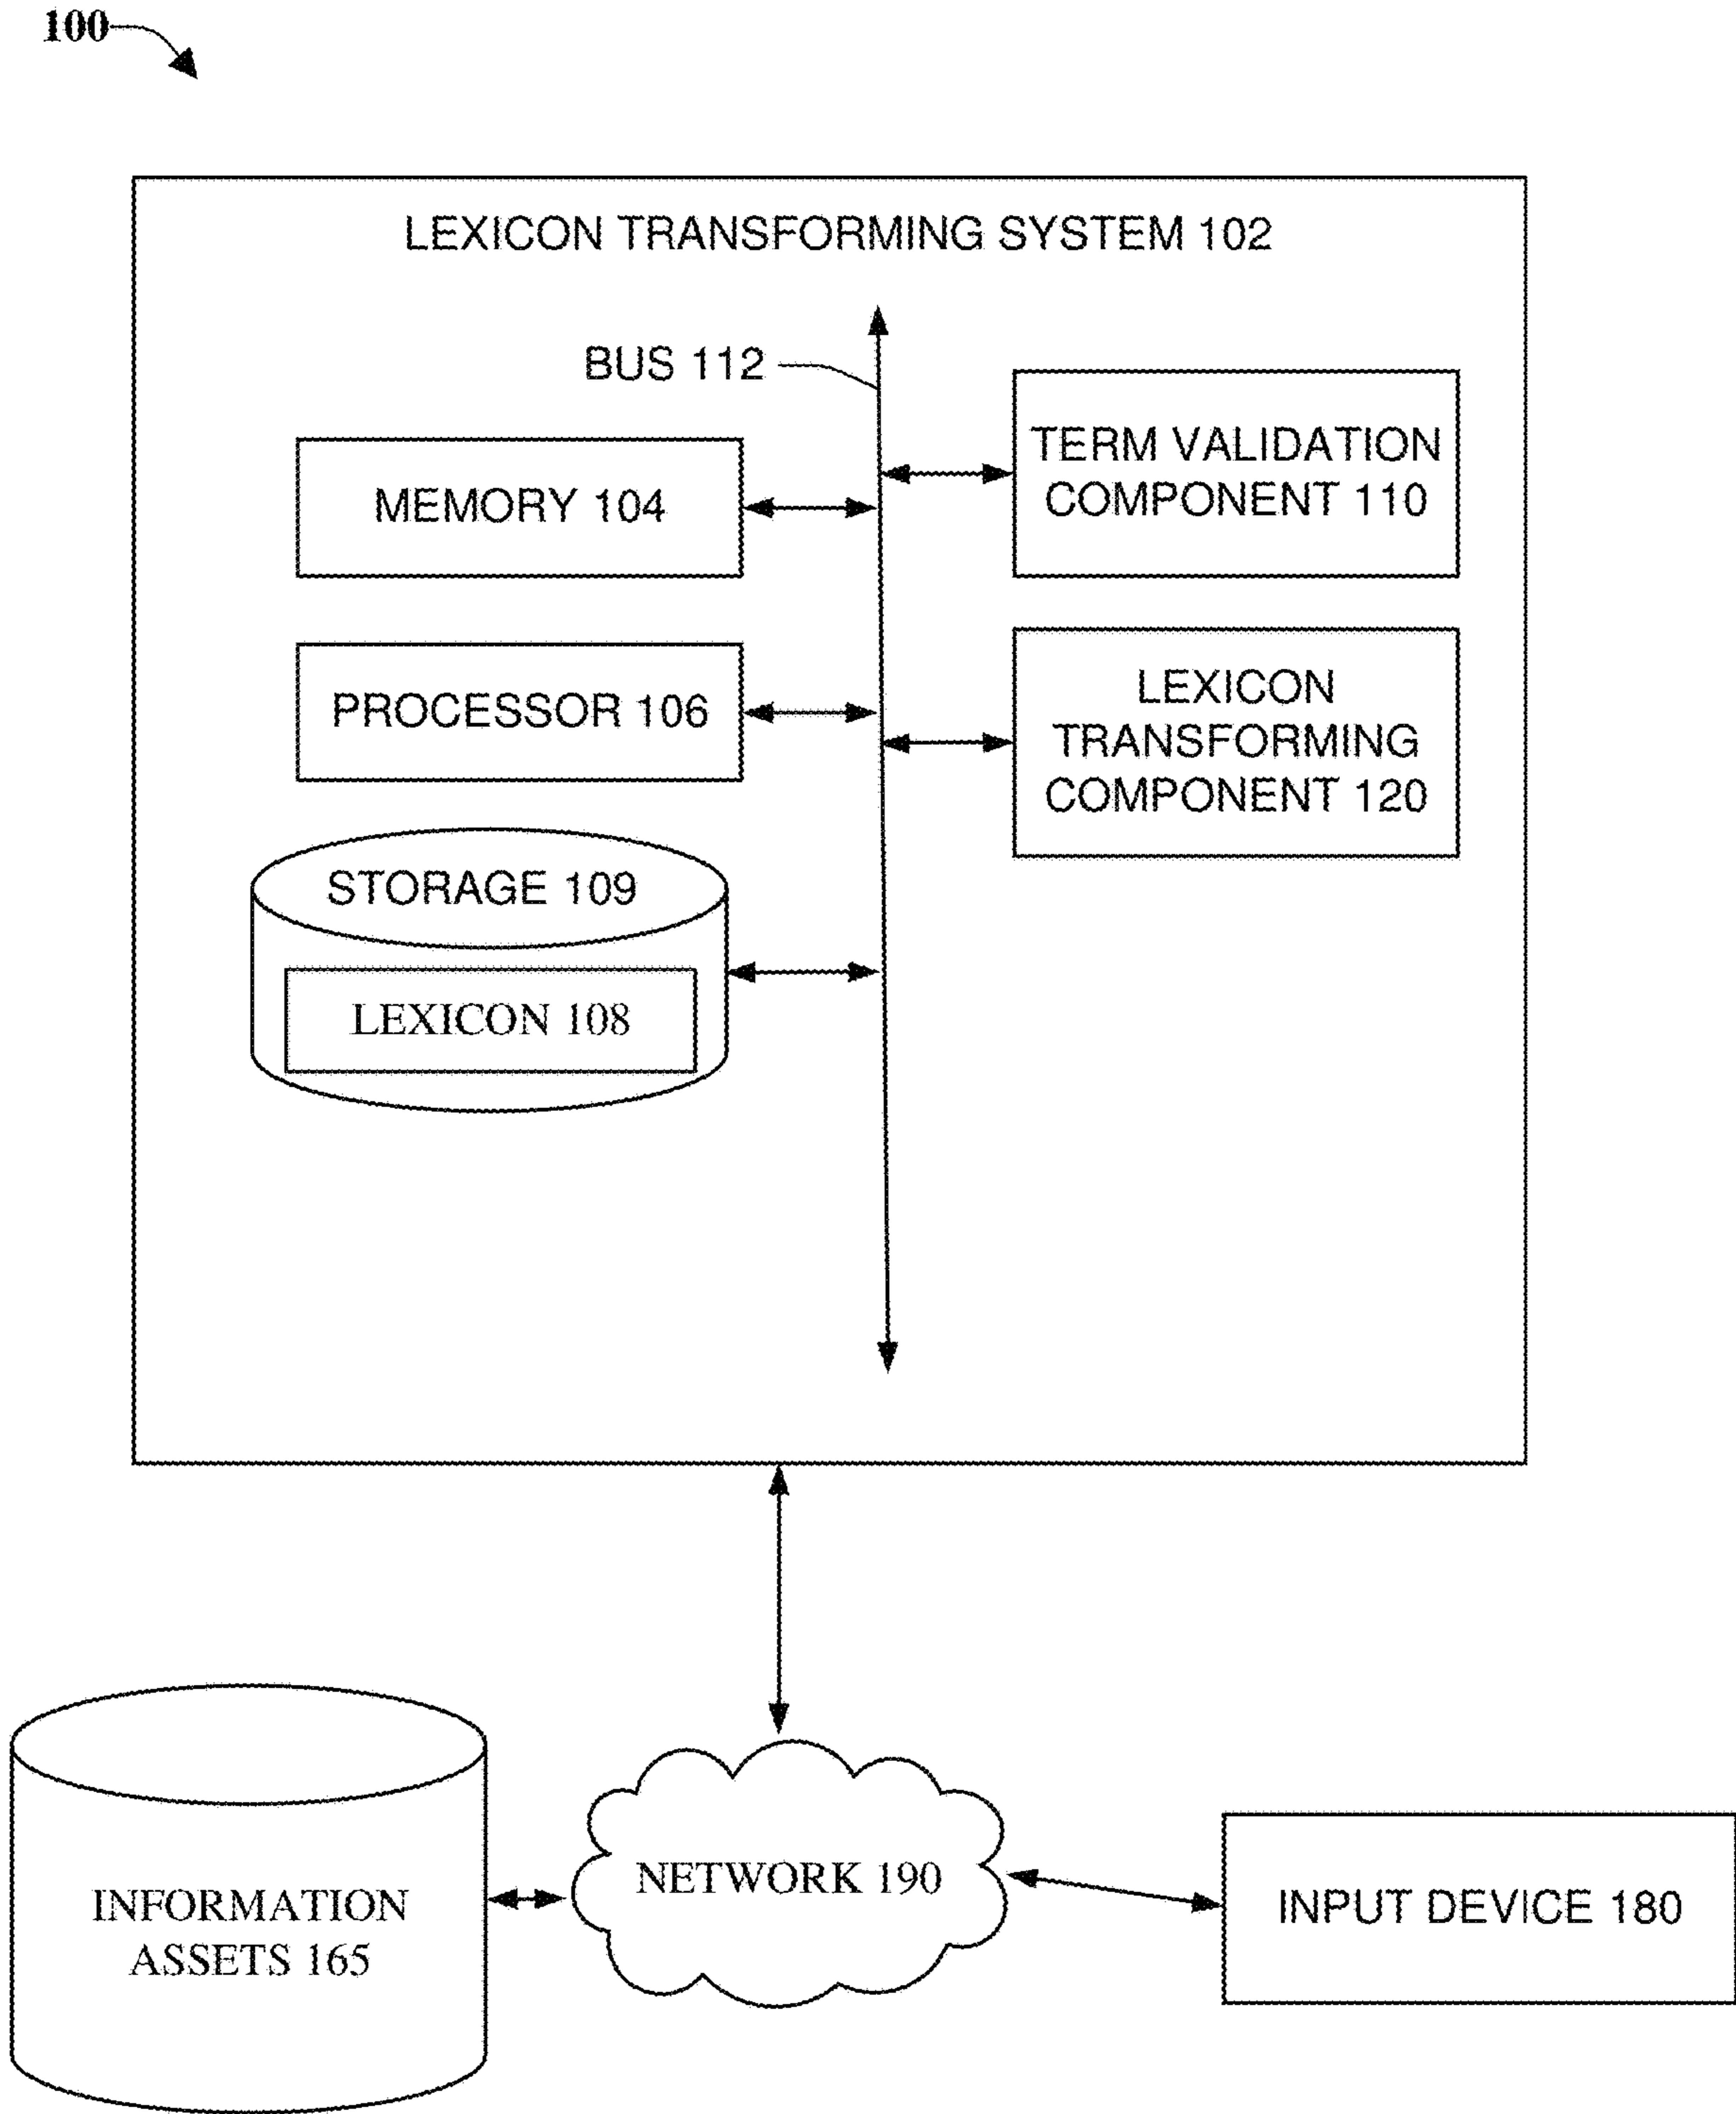 100
LEXICON TRANSFORMING SYSTEM 102
BUS 112
TERM VALIDATION
COMPONENT 110
MEMORY 104
PROCESSOR 106
LEXICON
TRANSFORMING
COMPONENT 120
STORAGE 109
LEXICON 108
NETWORK 190
INFORMATION
ASSETS 165
INPUT DEVICE 180